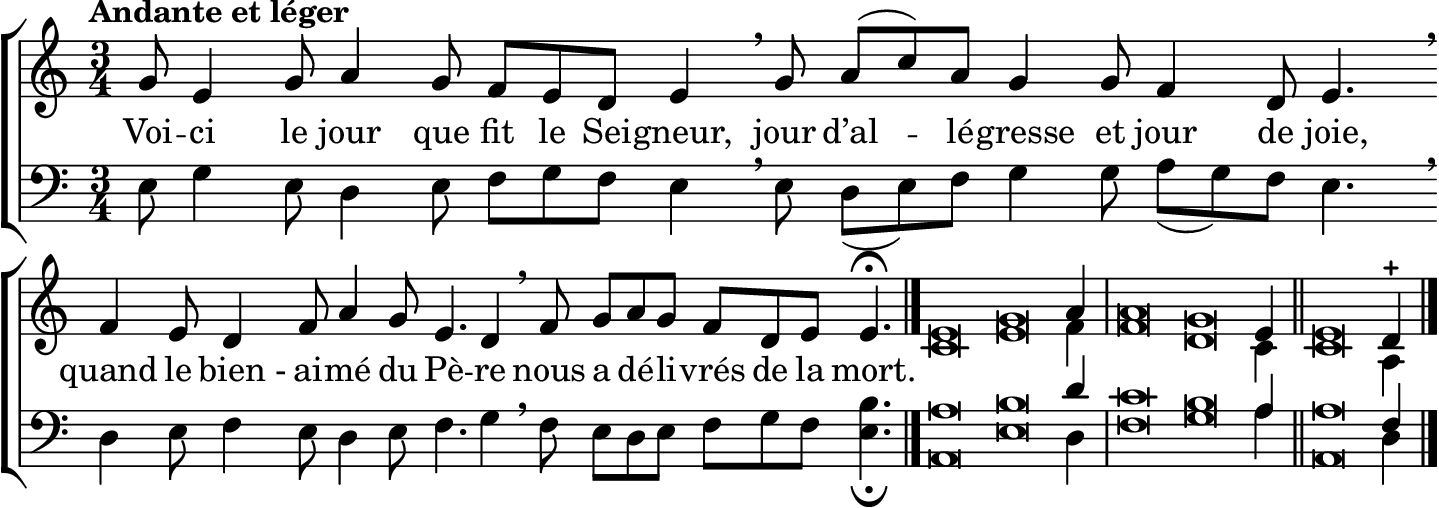 Andante et léger
Voi -- ci le jour que fit le Seigneur, jour d’al -- légresse et jour de joie,
quand le bien - aimé du Pè -- re nous a délivrés de la mort.